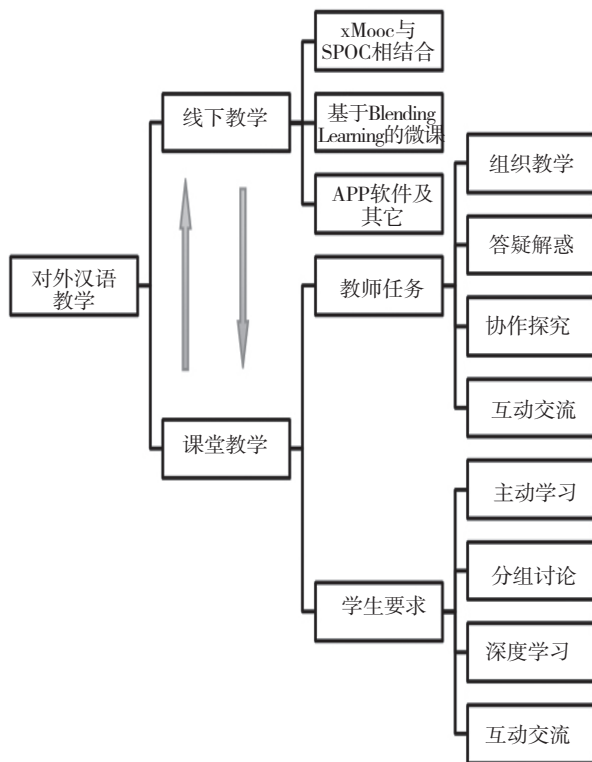 xMooc与
SPOC相结合
线下教学
基于Blending
Learning的微课
APP软件及
其它
对外汉语
教学
教师任务
组织教学
答疑解惑
协作探究
互动交流
课堂教学
学生要求
主动学习
分组讨论
深度学习
互动交流